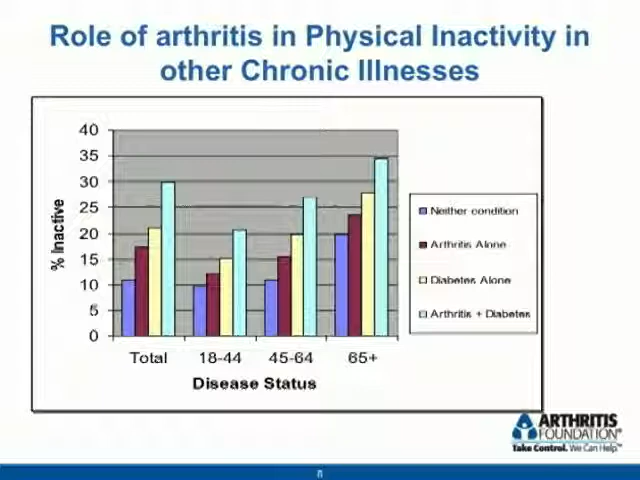 Role of arthritis in Physical Inactivity in
other Chronic Illnesses
40
35
30
25
20
15
10
5
0
% Inactive
Total 18-44 45-64 65+
Disease Status
Neither condition
Arthritis Alone
Diabetes Alone
Arthritis + Diabetes
ARTHRITIS
FOUNDATION®
Take Control. We Can Help.™